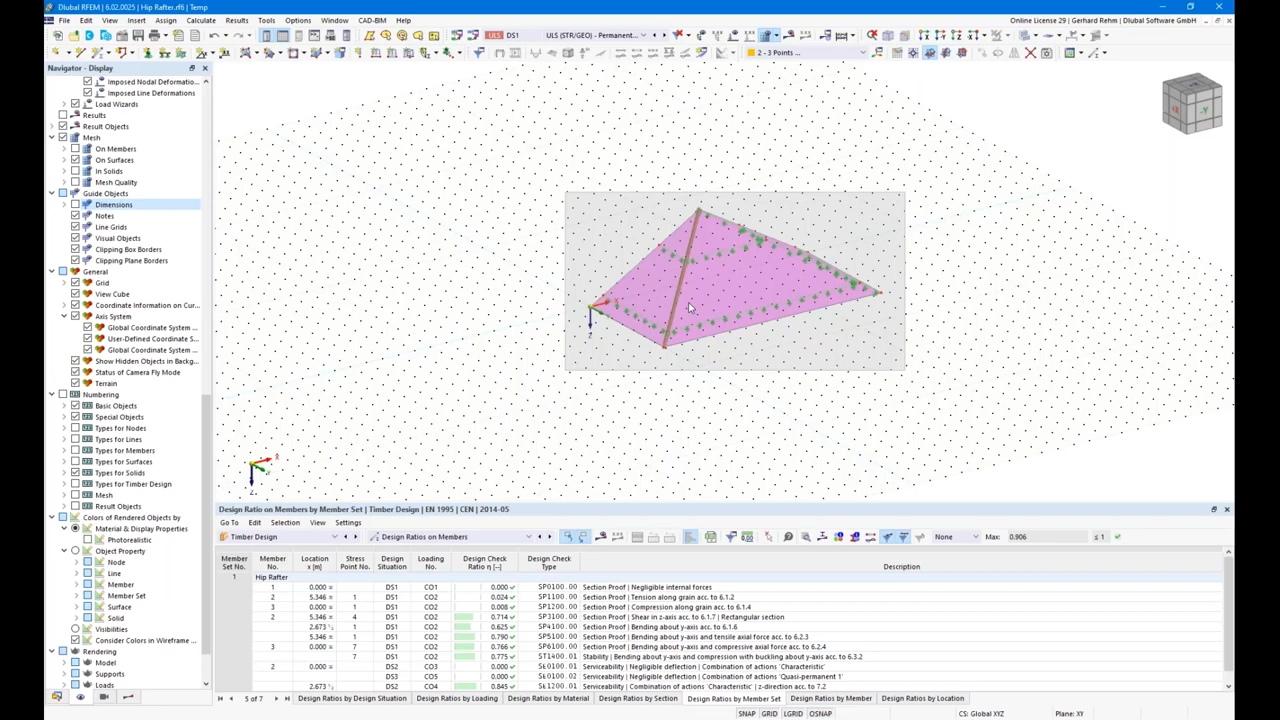 Dlubal RFEM | 6.02.0025 | Hip Rafter.rf6 | Temp
File Edit View Insert Assign Calculate Results Tools Options Window CAD-BIM Help
Online License 29 | Gerhard Rehm | Dlubal Software GmbH
ULS DS1 ULS (STR/GEO) - Permanent...
2 - 3 Points ...
Navigator - Display
Imposed Nodal Deformatio...
Imposed Line Deformations
Load Wizards
Results
Result Objects
Mesh
On Members
On Surfaces
In Solids
Mesh Quality
Guide Objects
Dimensions
Notes
Line Grids
Visual Objects
Clipping Box Borders
Clipping Plane Borders
General
Grid
View Cube
Coordinate Information on Cur...
Axis System
Global Coordinate System ...
User-Defined Coordinate S...
Global Coordinate System ...
Show Hidden Objects in Backg...
Status of Camera Fly Mode
Terrain
Numbering
Basic Objects
Special Objects
Types for Nodes
Types for Lines
Types for Members
Types for Surfaces
Types for Solids
Types for Timber Design
Mesh
Result Objects
Colors of Rendered Objects by
Material & Display Properties
Photorealistic
Object Property
Node
Line
Member
Member Set
Surface
Solid
Visibilities
Consider Colors in Wireframe ...
Rendering
Model
Supports
Loads
Z
X
Z
-Y
Design Ratio on Members by Member Set | Timber Design | EN 1995 | CEN | 2014-05
Go To Edit Selection View Settings
Timber Design Design Ratios on Members None Max: 0.906 ≤ 1
Member Set No. Member No. Location x [m] Stress Point No. Design Situation Loading No. Design Check Ratio η [--] Design Check Type Description
1 Hip Rafter
1 0.000 DS1 CO1 0.000 SP0100.00 Section Proof | Negligible internal forces
2 5.346 1 DS1 CO2 0.024 SP1100.00 Section Proof | Tension along grain acc. to 6.1.2
3 0.000 1 DS1 CO2 0.008 SP1200.00 Section Proof | Compression along grain acc. to 6.1.4
2 5.346 4 DS1 CO2 0.714 SP3100.00 Section Proof | Shear in z-axis acc. to 6.1.7 | Rectangular section
2.673 1 DS1 CO2 0.625 SP4100.00 Section Proof | Bending about y-axis acc. to 6.1.6
5.346 1 DS1 CO2 0.790 SP5100.00 Section Proof | Bending about y-axis and tensile axial force acc. to 6.2.3
3 0.000 7 DS1 CO2 0.766 SP6100.00 Section Proof | Bending about y-axis and compressive axial force acc. to 6.2.4
7 DS1 CO2 0.775 ST1400.01 Stability | Bending about y-axis and compression with buckling about y-axis acc. to 6.3.2
2 0.000 DS2 CO3 0.000 SE0100.01 Serviceability | Negligible deflection | Combination of actions 'Characteristic'
DS3 CO5 0.000 SE0100.02 Serviceability | Negligible deflection | Combination of actions 'Quasi-permanent 1'
2.673 DS2 CO4 0.845 SE1200.01 Serviceability | Combination of actions 'Characteristic' | z-direction acc. to 7.2
5 of 7 Design Ratios by Design Situation Design Ratios by Loading Design Ratios by Material Design Ratios by Section Design Ratios by Member Set Design Ratios by Member Design Ratios by Location
SNAP GRID LGRID OSNAP CS: Global XYZ Plane: XY